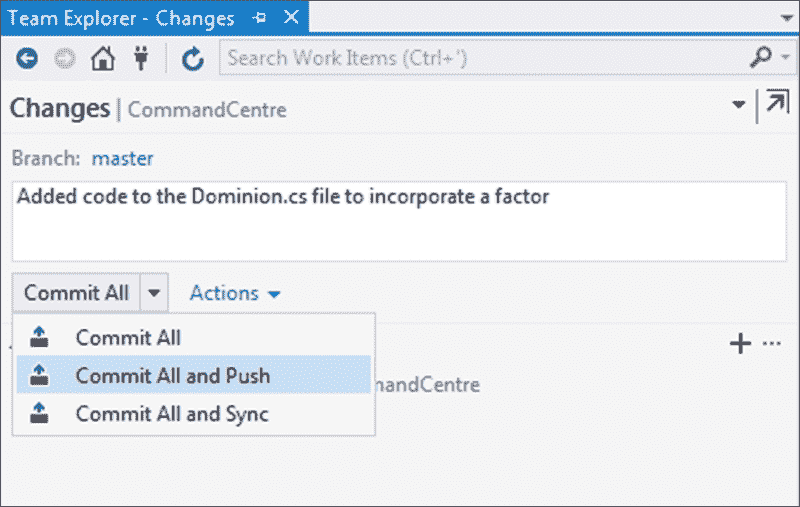 Team Explorer - Changes
Search Work Items (Ctrl+')
Changes | CommandCentre
Branch: master
Added code to the Dominion.cs file to incorporate a factor
Commit All Actions
Commit All
Commit All and Push
mandCentre
Commit All and Sync